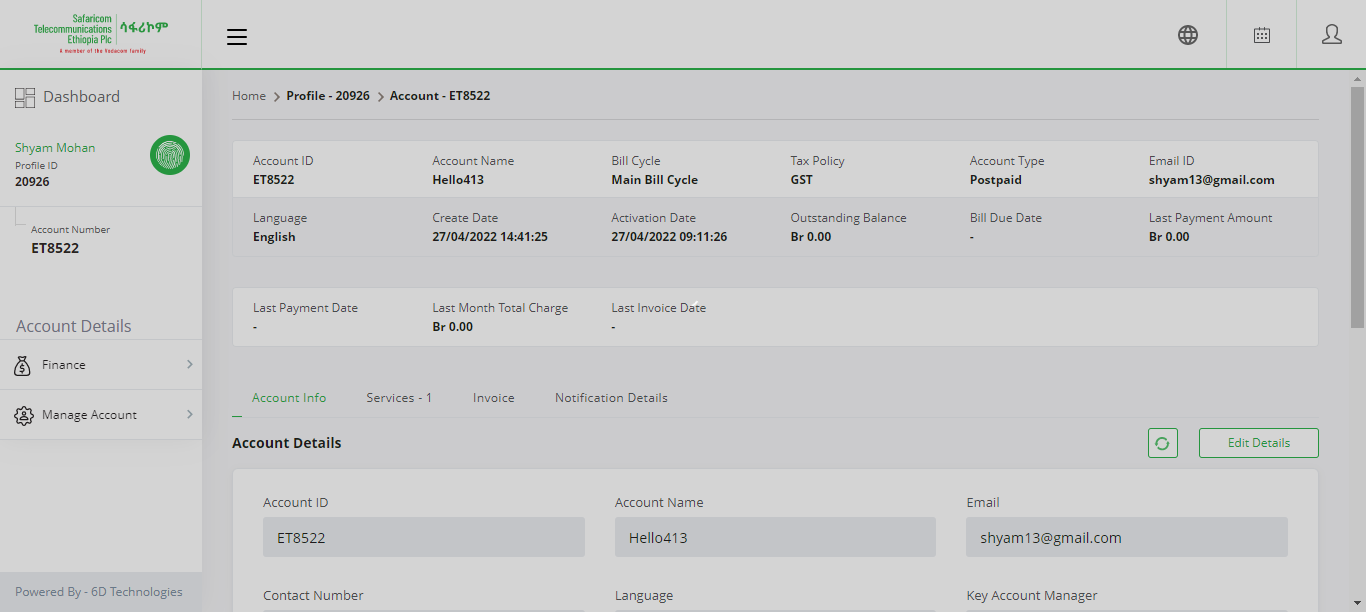 Safaricom
Telecommunications
Ethiopia Plc
ሳፋሪኮም
A member of the Vodacom family
Dashboard
Shyam Mohan
Profile ID
20926
Account Number
ET8522
Account Details
Finance
Manage Account
Powered By - 6D Technologies
Home > Profile - 20926 > Account - ET8522
Account ID Account Name Bill Cycle Tax Policy Account Type Email ID
ET8522 Hello413 Main Bill Cycle GST Postpaid shyam13@gmail.com
Language Create Date Activation Date Outstanding Balance Bill Due Date Last Payment Amount
English 27/04/2022 14:41:25 27/04/2022 09:11:26 Br 0.00 - Br 0.00
Last Payment Date Last Month Total Charge Last Invoice Date
- Br 0.00 -
Account Info Services - 1 Invoice Notification Details
Account Details Edit Details
Account ID Account Name Email
ET8522 Hello413 shyam13@gmail.com
Contact Number Language Key Account Manager